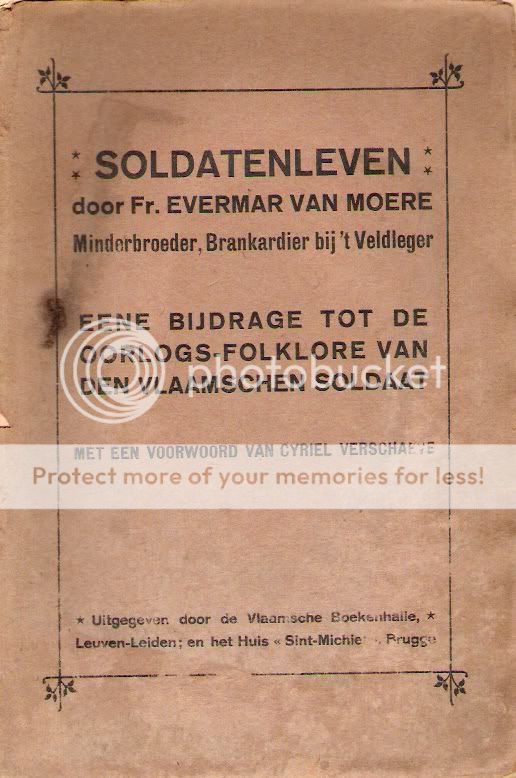 SOLDATENLEVEN
door Fr. EVERMAR VAN MOERE
Minderbroeder, Brankardier bij 't Veldleger
EENE BIJDRAGE TOT DE
OORLOGS-FOLKLORE VAN
DEN VLAAMSCHEN SOLDAAT
photobucket
MET EEN VOORWOORD VAN CYRIEL VERSCHAEVE
Protect more of your memories for less!
* Uitgegeven door de Vlaamsche Boekenhalle, *
Leuven-Leiden; en het Huis « Sint-Michiel », Brugge